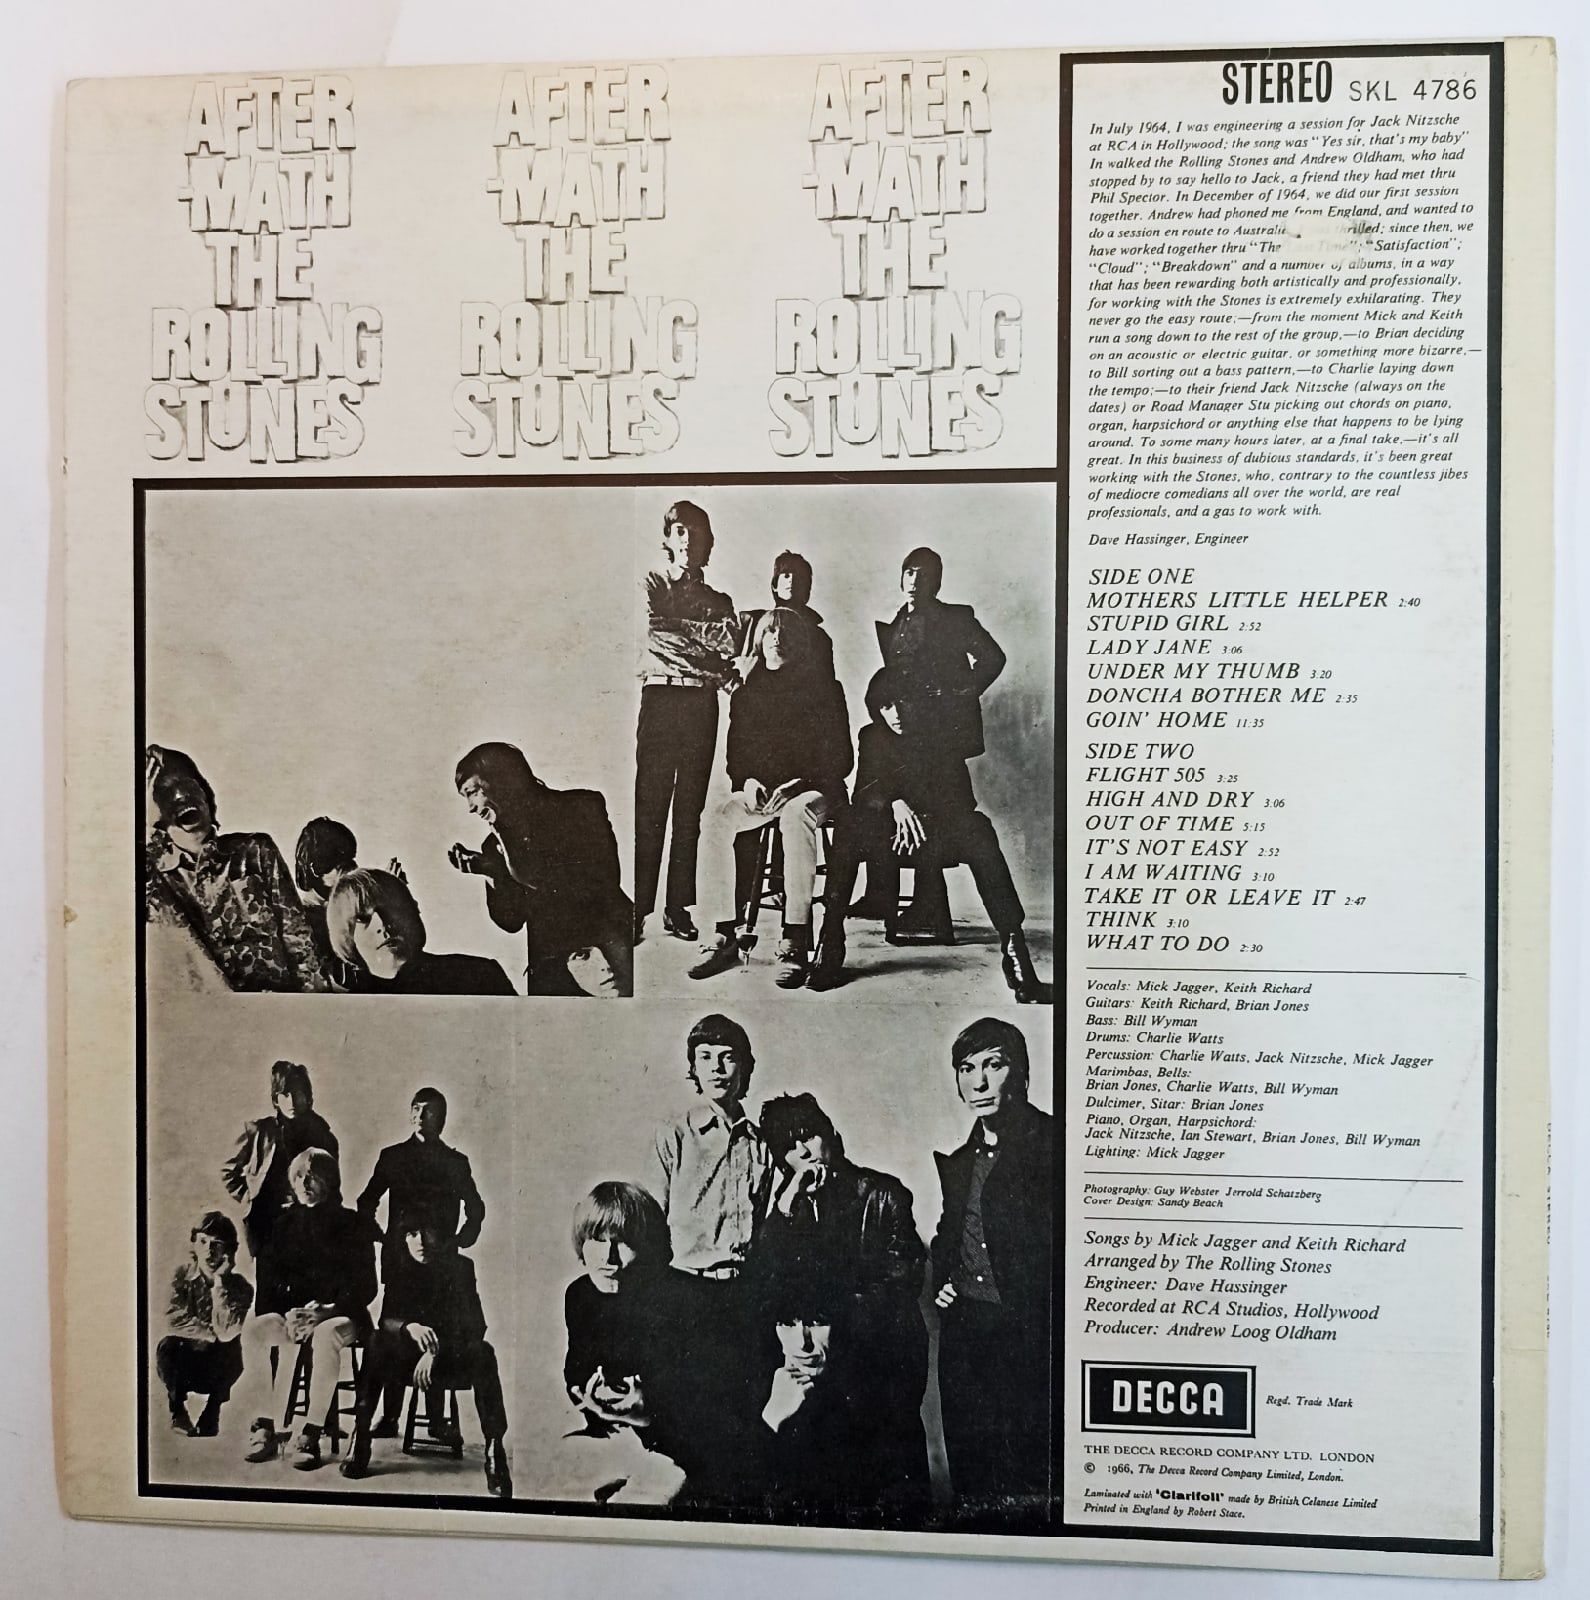 AFTER
-MATH
THE
ROLLING
STONES
AFTER
-MATH
THE
ROLLING
STONES
AFTER
-MATH
THE
ROLLING
STONES
STEREO SKL 4786
In July 1964, I was engineering a session for Jack Nitzsche
at RCA in Hollywood; the song was "Yes sir, that's my baby"
In walked the Rolling Stones and Andrew Oldham, who had
stopped by to say hello to Jack, a friend they had met thru
Phil Spector. In December of 1964, we did our first session
together. Andrew had phoned me from England, and wanted to
do a session en route to Australia thrilled; since then, we
have worked together thru "The Time"; "Satisfaction";
"Cloud"; "Breakdown" and a number of albums, in a way
that has been rewarding both artistically and professionally,
for working with the Stones is extremely exhilarating. They
never go the easy route;—from the moment Mick and Keith
run a song down to the rest of the group,—to Brian deciding
on an acoustic or electric guitar, or something more bizarre,—
to Bill sorting out a bass pattern,—to Charlie laying down
the tempo;—to their friend Jack Nitzsche (always on the
dates) or Road Manager Stu picking out chords on piano,
organ, harpsichord or anything else that happens to be lying
around. To some many hours later, at a final take,—it's all
great. In this business of dubious standards, it's been great
working with the Stones, who, contrary to the countless jibes
of mediocre comedians all over the world, are real
professionals, and a gas to work with.
Dave Hassinger, Engineer
SIDE ONE
MOTHERS LITTLE HELPER 2:40
STUPID GIRL 2:52
LADY JANE 3:06
UNDER MY THUMB 3:20
DONCHA BOTHER ME 2:35
GOIN' HOME 11:35
SIDE TWO
FLIGHT 505 3:25
HIGH AND DRY 3:06
OUT OF TIME 5:15
IT'S NOT EASY 2:52
I AM WAITING 3:10
TAKE IT OR LEAVE IT 2:47
THINK 3:10
WHAT TO DO 2:30
Vocals: Mick Jagger, Keith Richard
Guitars: Keith Richard, Brian Jones
Bass: Bill Wyman
Drums: Charlie Watts
Percussion: Charlie Watts, Jack Nitzsche, Mick Jagger
Marimbas, Bells:
Brian Jones, Charlie Watts, Bill Wyman
Dulcimer, Sitar: Brian Jones
Piano, Organ, Harpsichord:
Jack Nitzsche, Ian Stewart, Brian Jones, Bill Wyman
Lighting: Mick Jagger
Photography: Guy Webster Jerrold Schatzberg
Cover Design: Sandy Beach
Songs by Mick Jagger and Keith Richard
Arranged by The Rolling Stones
Engineer: Dave Hassinger
Recorded at RCA Studios, Hollywood
Producer: Andrew Loog Oldham
DECCA Regd. Trade Mark
THE DECCA RECORD COMPANY LTD. LONDON
© 1966, The Decca Record Company Limited, London.
Laminated with 'Clarifoil' made by British Celanese Limited
Printed in England by Robert Stace.